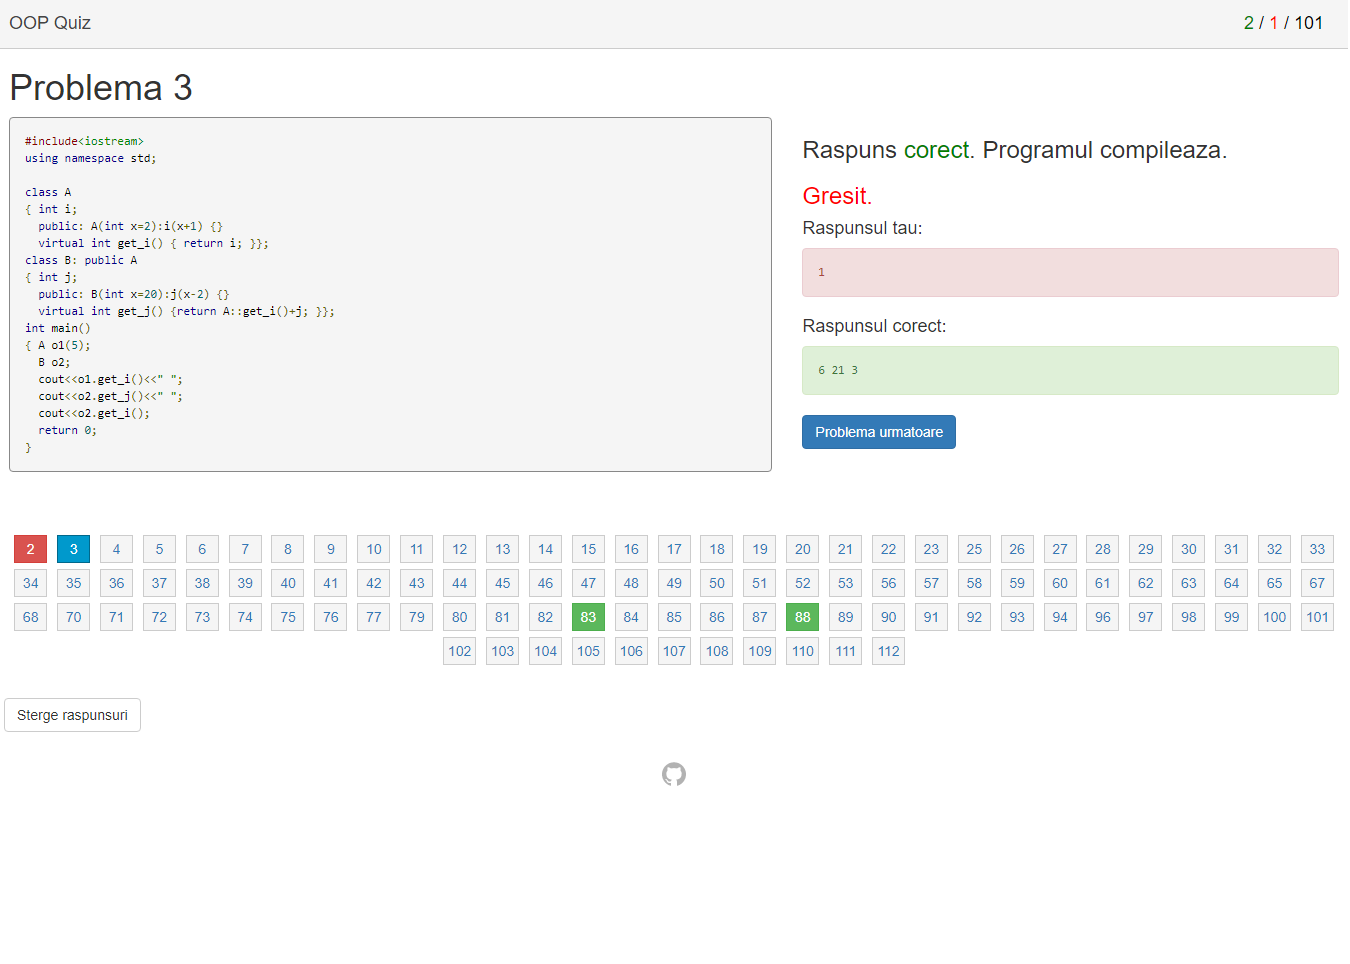 OOP Quiz
2 / 1 / 101
Problema 3
#include<iostream>
using namespace std;
class A
{ int i;
public: A(int x=2):i(x+1) {}
virtual int get_i() { return i; }};
class B: public A
{ int j;
public: B(int x=20):j(x-2) {}
virtual int get_j() {return A::get_i()+j; }};
int main()
{ A o1(5);
B o2;
cout<<o1.get_i()<<" ";
cout<<o2.get_j()<<" ";
cout<<o2.get_i();
return 0;
}
Raspuns corect. Programul compileaza.
Gresit.
Raspunsul tau:
1
Raspunsul corect:
6 21 3
Problema urmatoare
2 3 4 5 6 7 8 9 10 11 12 13 14 15 16 17 18 19 20 21 22 23 25 26 27 28 29 30 31 32 33
34 35 36 37 38 39 40 41 42 43 44 45 46 47 48 49 50 51 52 53 56 57 58 59 60 61 62 63 64 65 67
68 70 71 72 73 74 75 76 77 79 80 81 82 83 84 85 86 87 88 89 90 91 92 93 94 96 97 98 99 100 101
102 103 104 105 106 107 108 109 110 111 112
Sterge raspunsuri